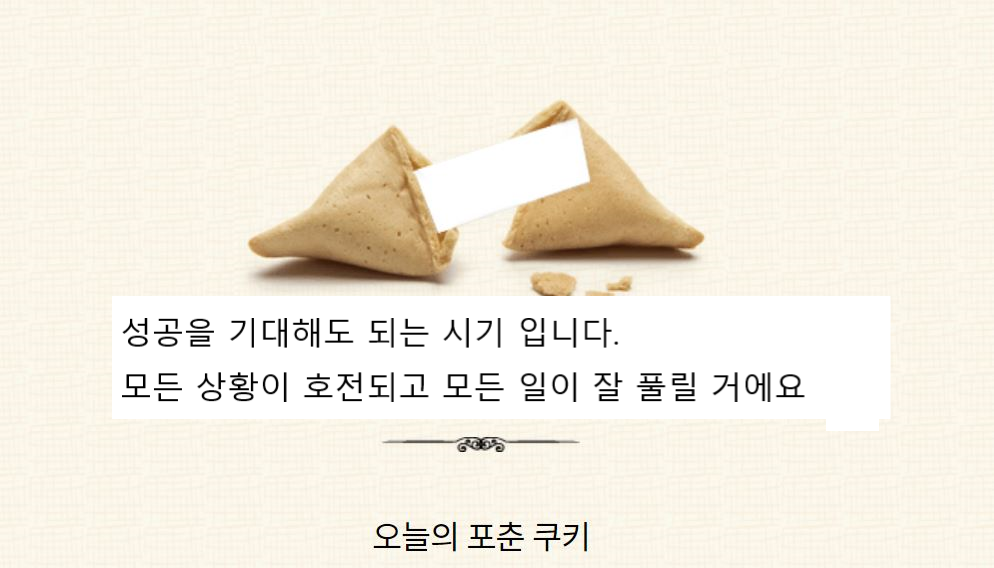 성공을 기대해도 되는 시기 입니다.
모든 상황이 호전되고 모든 일이 잘 풀릴 거에요
오늘의 포춘 쿠키